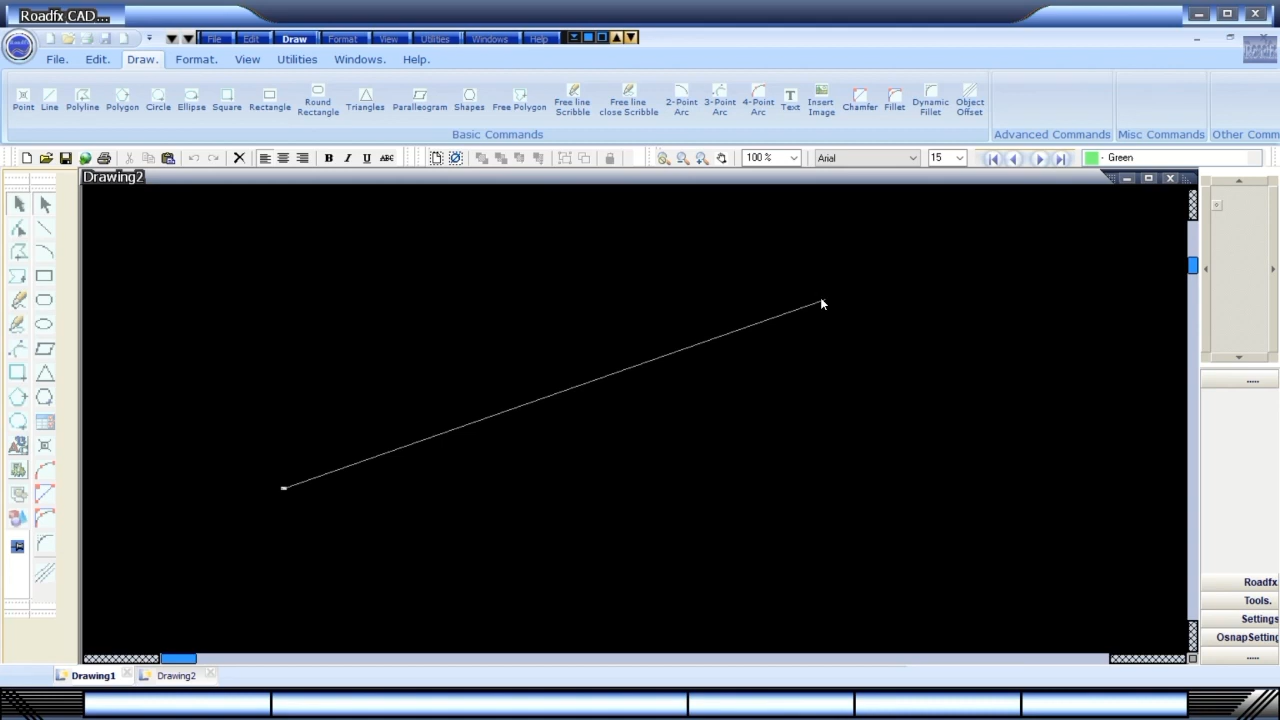 Roadfx CAD...
File Edit Draw Format View Utilities Windows Help
File. Edit. Draw. Format. View Utilities Windows. Help.
Point Line Polyline Polygon Circle Ellipse Square Rectangle Round Rectangle Triangles Parallelogram Shapes Free Polygon Free line Scribble Free line close Scribble 2-Point Arc 3-Point Arc 4-Point Arc Text Insert Image Chamfer Fillet Dynamic Fillet Object Offset
Basic Commands Advanced Commands Misc Commands Other Comm
B I U ABC 100 % Arial 15 Green
Drawing2
.....
Roadfx
Tools.
Settings
OsnapSetting
.....
Drawing1 Drawing2